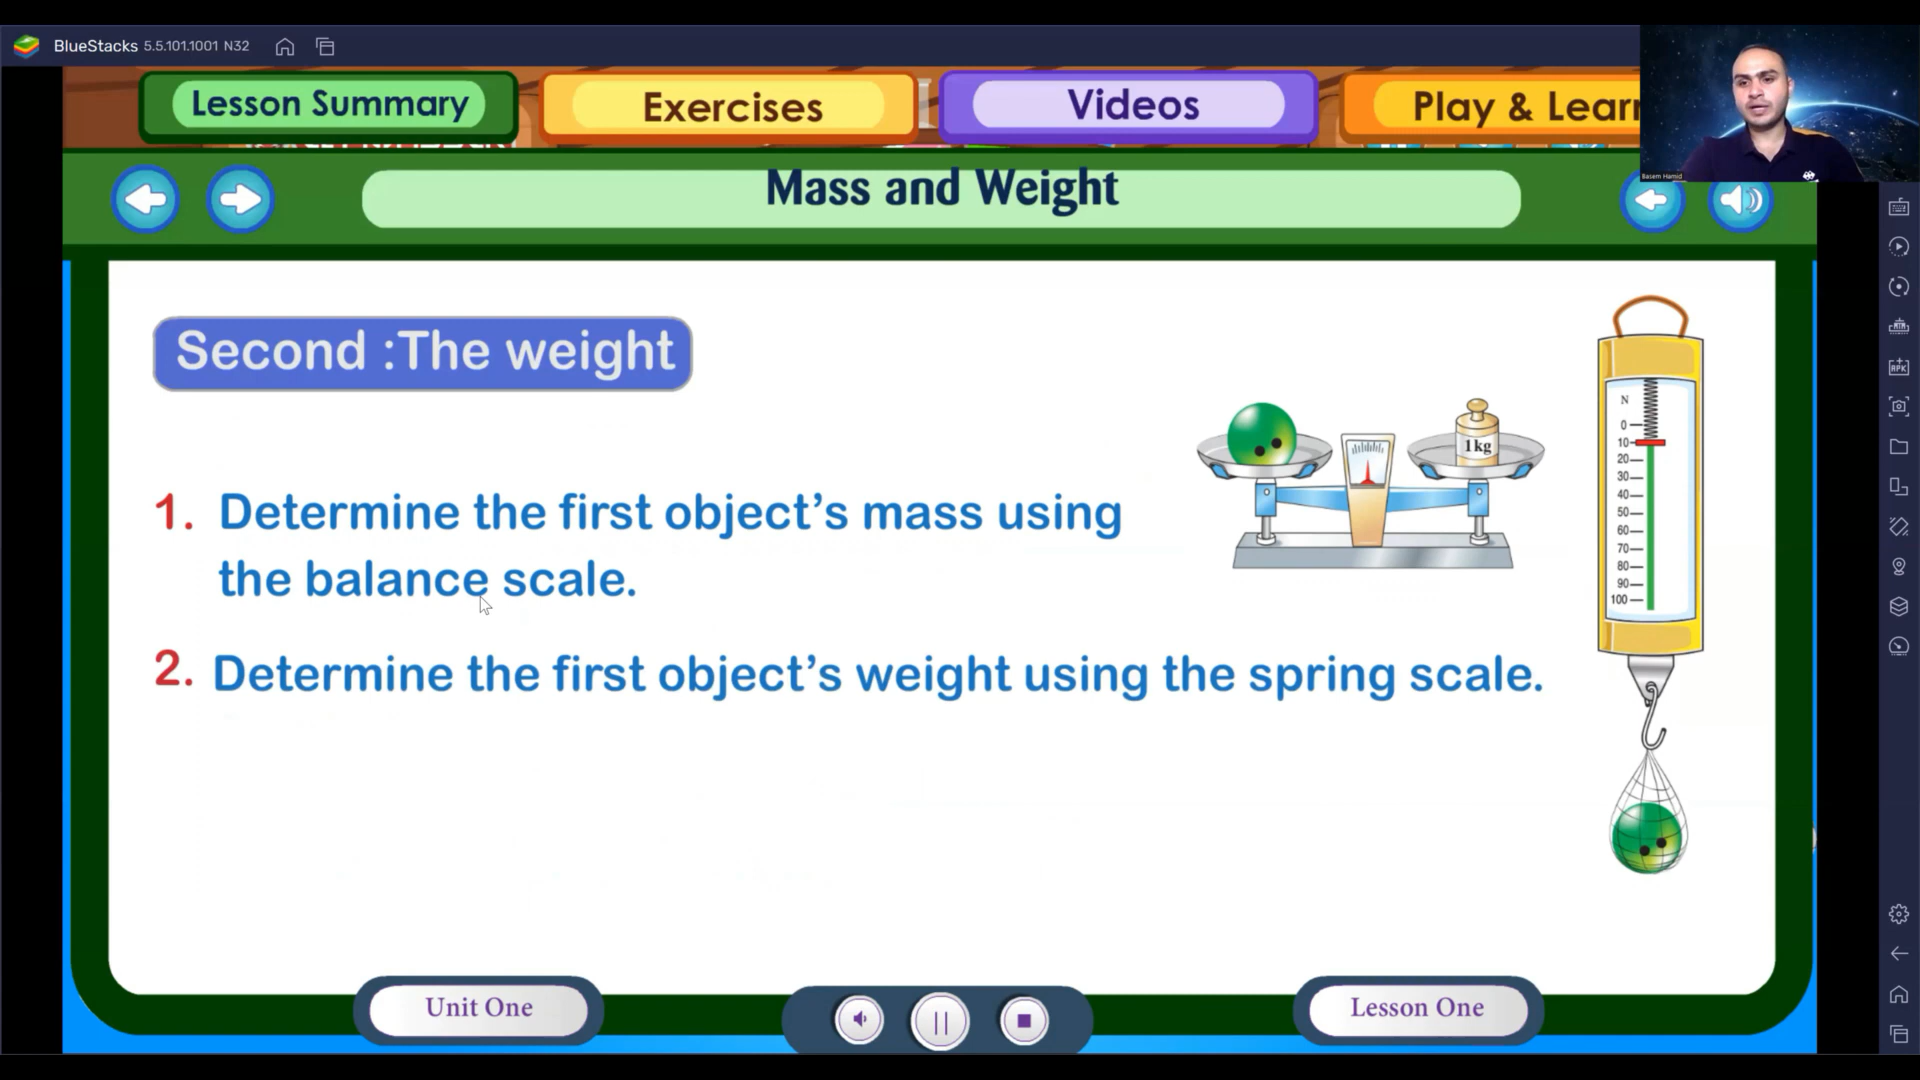 BlueStacks 5.5.101.1001 N32
Lesson Summary
Exercises
Videos
Play & Learn
Basem Hamid
Mass and Weight
Second :The weight
1kg
N
0
10
20
30
40
50
60
70
80
90
100
1. Determine the first object's mass using
the balance scale.
2. Determine the first object's weight using the spring scale.
Unit One
Lesson One